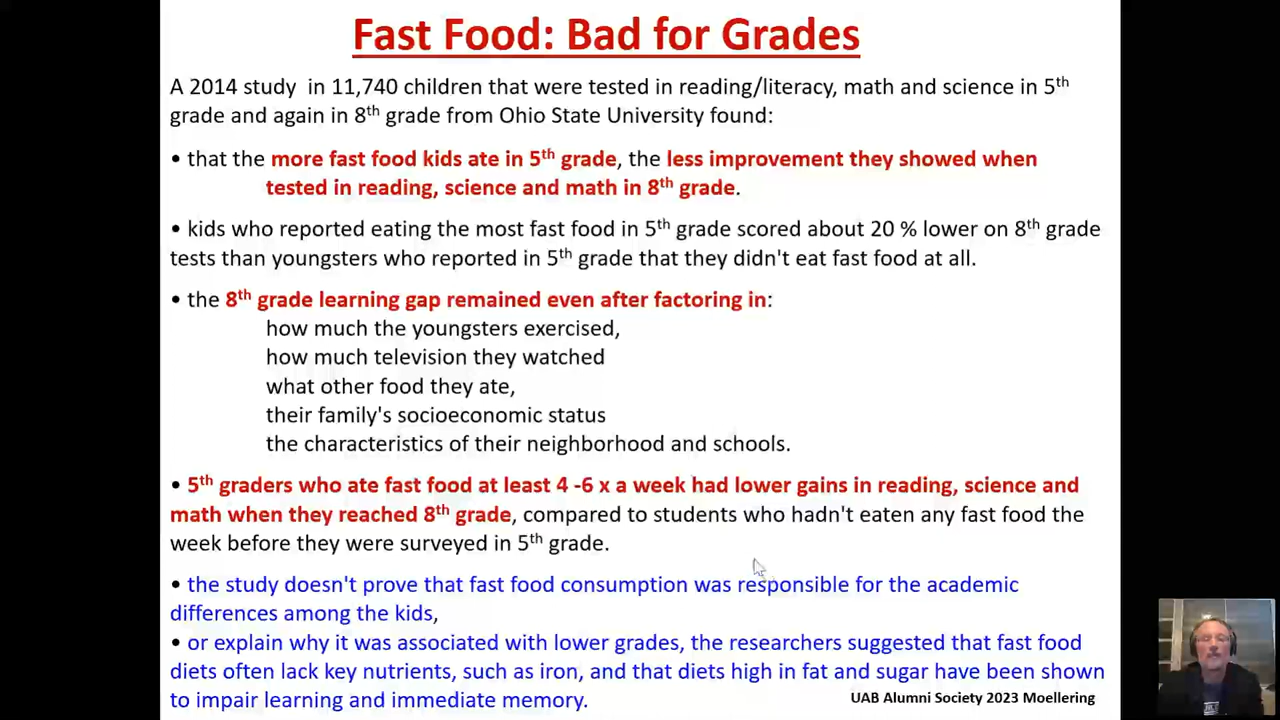 Fast Food: Bad for Grades
A 2014 study  in 11,740 children that were tested in reading/literacy, math and science in 5th
grade and again in 8th grade from Ohio State University found:
• that the more fast food kids ate in 5th grade, the less improvement they showed when
tested in reading, science and math in 8th grade.
• kids who reported eating the most fast food in 5th grade scored about 20 % lower on 8th grade
tests than youngsters who reported in 5th grade that they didn't eat fast food at all.
• the 8th grade learning gap remained even after factoring in:
how much the youngsters exercised,
how much television they watched
what other food they ate,
their family's socioeconomic status
the characteristics of their neighborhood and schools.
• 5th graders who ate fast food at least 4 -6 x a week had lower gains in reading, science and
math when they reached 8th grade, compared to students who hadn't eaten any fast food the
week before they were surveyed in 5th grade.
• the study doesn't prove that fast food consumption was responsible for the academic
differences among the kids,
• or explain why it was associated with lower grades, the researchers suggested that fast food
diets often lack key nutrients, such as iron, and that diets high in fat and sugar have been shown
to impair learning and immediate memory.
UAB Alumni Society 2023 Moellering